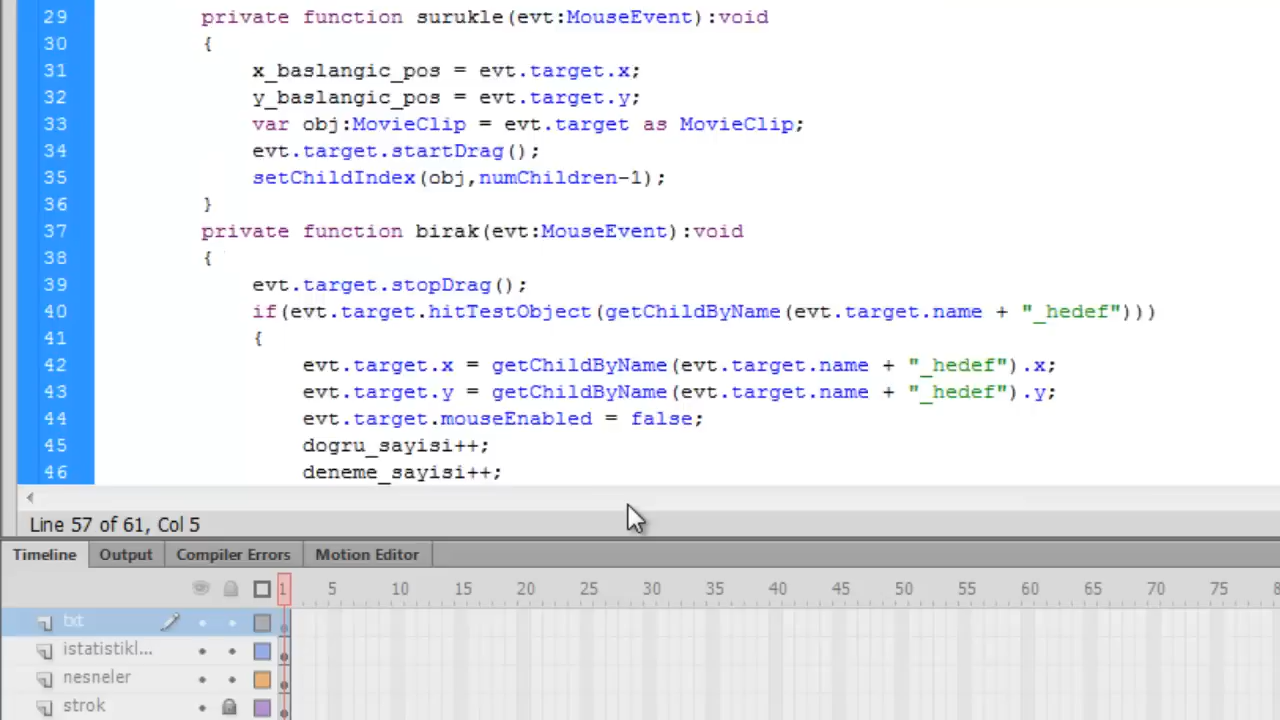 29 private function surukle(evt:MouseEvent):void
30 {
31 x_baslangic_pos = evt.target.x;
32 y_baslangic_pos = evt.target.y;
33 var obj:MovieClip = evt.target as MovieClip;
34 evt.target.startDrag();
35 setChildIndex(obj,numChildren-1);
36 }
37 private function birak(evt:MouseEvent):void
38 {
39 evt.target.stopDrag();
40 if(evt.target.hitTestObject(getChildByName(evt.target.name + "_hedef")))
41 {
42 evt.target.x = getChildByName(evt.target.name + "_hedef").x;
43 evt.target.y = getChildByName(evt.target.name + "_hedef").y;
44 evt.target.mouseEnabled = false;
45 dogru_sayisi++;
46 deneme_sayisi++;
Line 57 of 61, Col 5
Timeline Output Compiler Errors Motion Editor
1 5 10 15 20 25 30 35 40 45 50 55 60 65 70 75
txt
istatistikl...
nesneler
strok